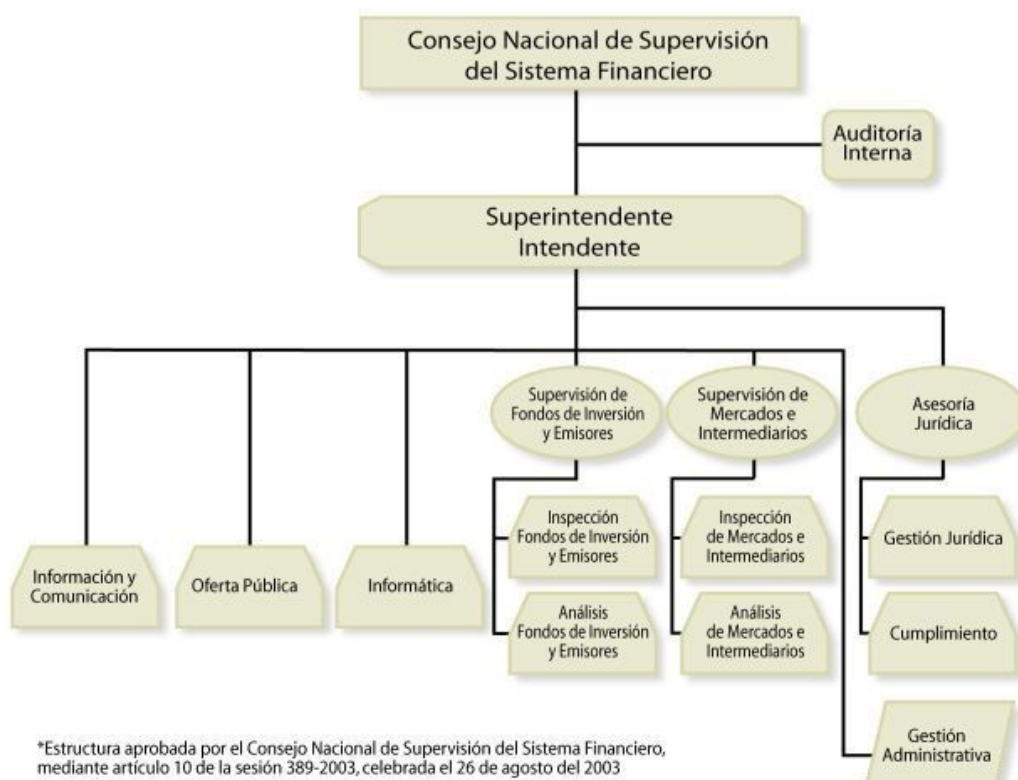 Consejo Nacional de Supervisión
del Sistema Financiero
Auditoría
Interna
Superintendente
Intendente
Supervisión de
Fondos de Inversión
y Emisores
Supervisión de
Mercados e
Intermediarios
Asesoría
Jurídica
Inspección
Fondos de Inversión
y Emisores
Inspección
de Mercados e
Intermediarios
Gestión Jurídica
Información y
Comunicación
Oferta Pública
Informática
Análisis
Fondos de Inversión
y Emisores
Análisis
de Mercados e
Intermediarios
Cumplimiento
Gestión
Administrativa
*Estructura aprobada por el Consejo Nacional de Supervisión del Sistema Financiero,
mediante artículo 10 de la sesión 389-2003, celebrada el 26 de agosto del 2003